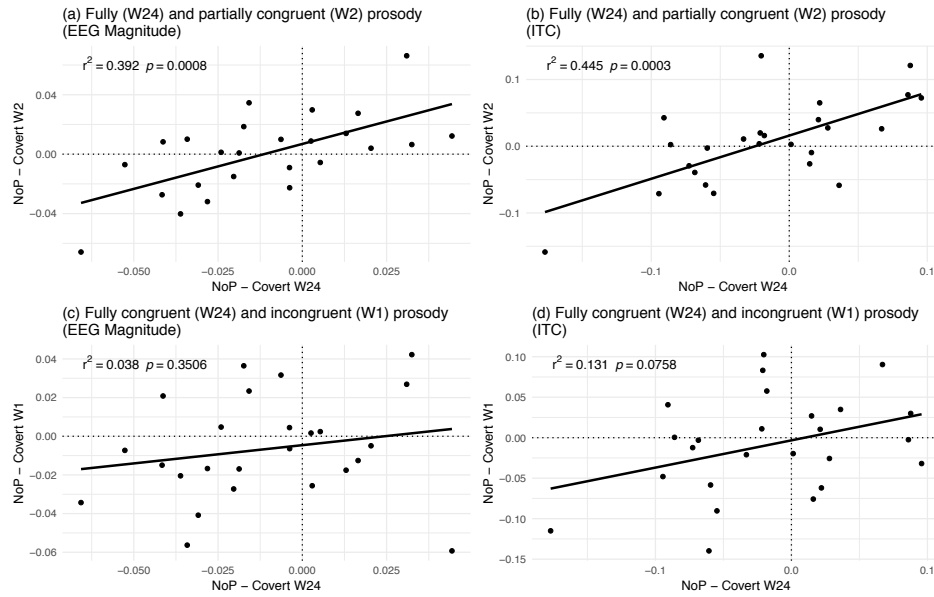 (a) Fully (W24) and partially congruent (W2) prosody
(EEG Magnitude)
r² = 0.392 p = 0.0008
0.04
0.00
−0.04
NoP − Covert W2
−0.050
−0.025
0.000
0.025
NoP − Covert W24
(b) Fully (W24) and partially congruent (W2) prosody
(ITC)
r² = 0.445 p = 0.0003
0.1
0.0
−0.1
NoP − Covert W2
−0.1
0.0
0.1
NoP − Covert W24
(c) Fully congruent (W24) and incongruent (W1) prosody
(EEG Magnitude)
r² = 0.038 p = 0.3506
0.04
0.02
0.00
−0.02
−0.04
−0.06
NoP − Covert W1
−0.050
−0.025
0.000
0.025
NoP − Covert W24
(d) Fully congruent (W24) and incongruent (W1) prosody
(ITC)
r² = 0.131 p = 0.0758
0.10
0.05
0.00
−0.05
−0.10
−0.15
NoP − Covert W1
−0.1
0.0
0.1
NoP − Covert W24